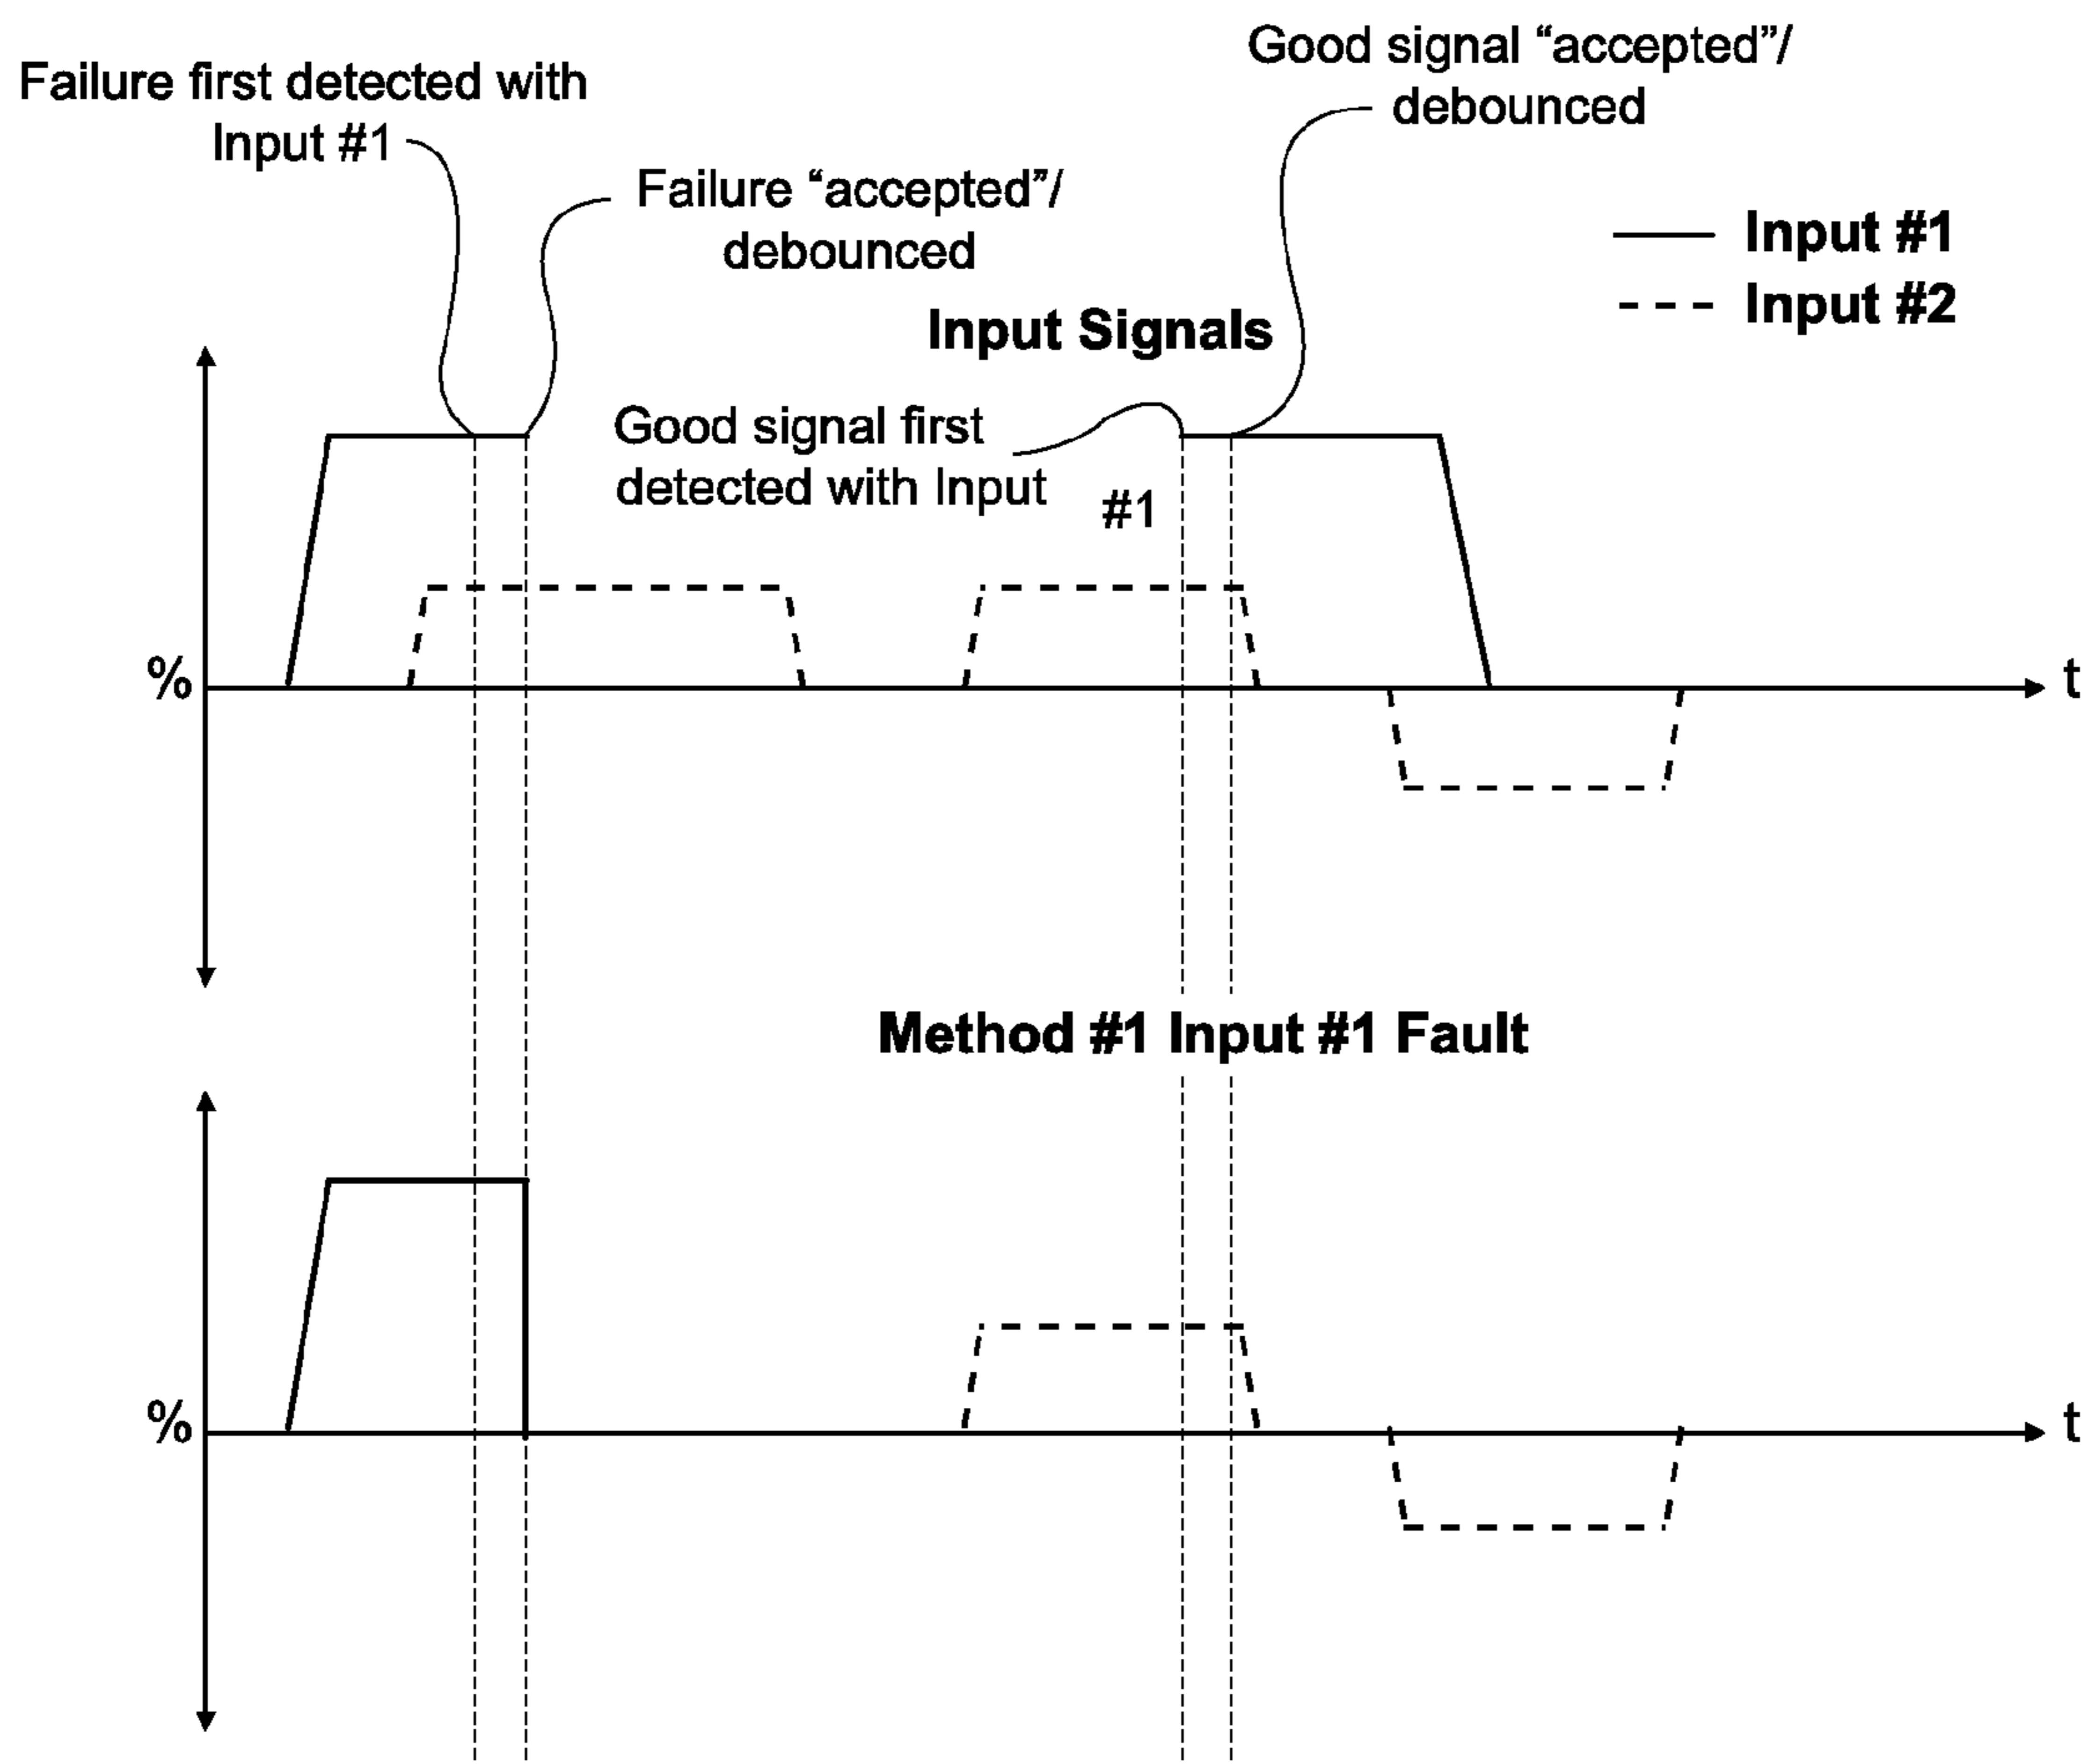 Failure first detected with
Input #1
Good signal “accepted”/
debounced
Failure “accepted”/
debounced
Input #1
Input #2
Input Signals
Good signal first
detected with Input
#1
%
t
Method #1 Input #1 Fault
%
t